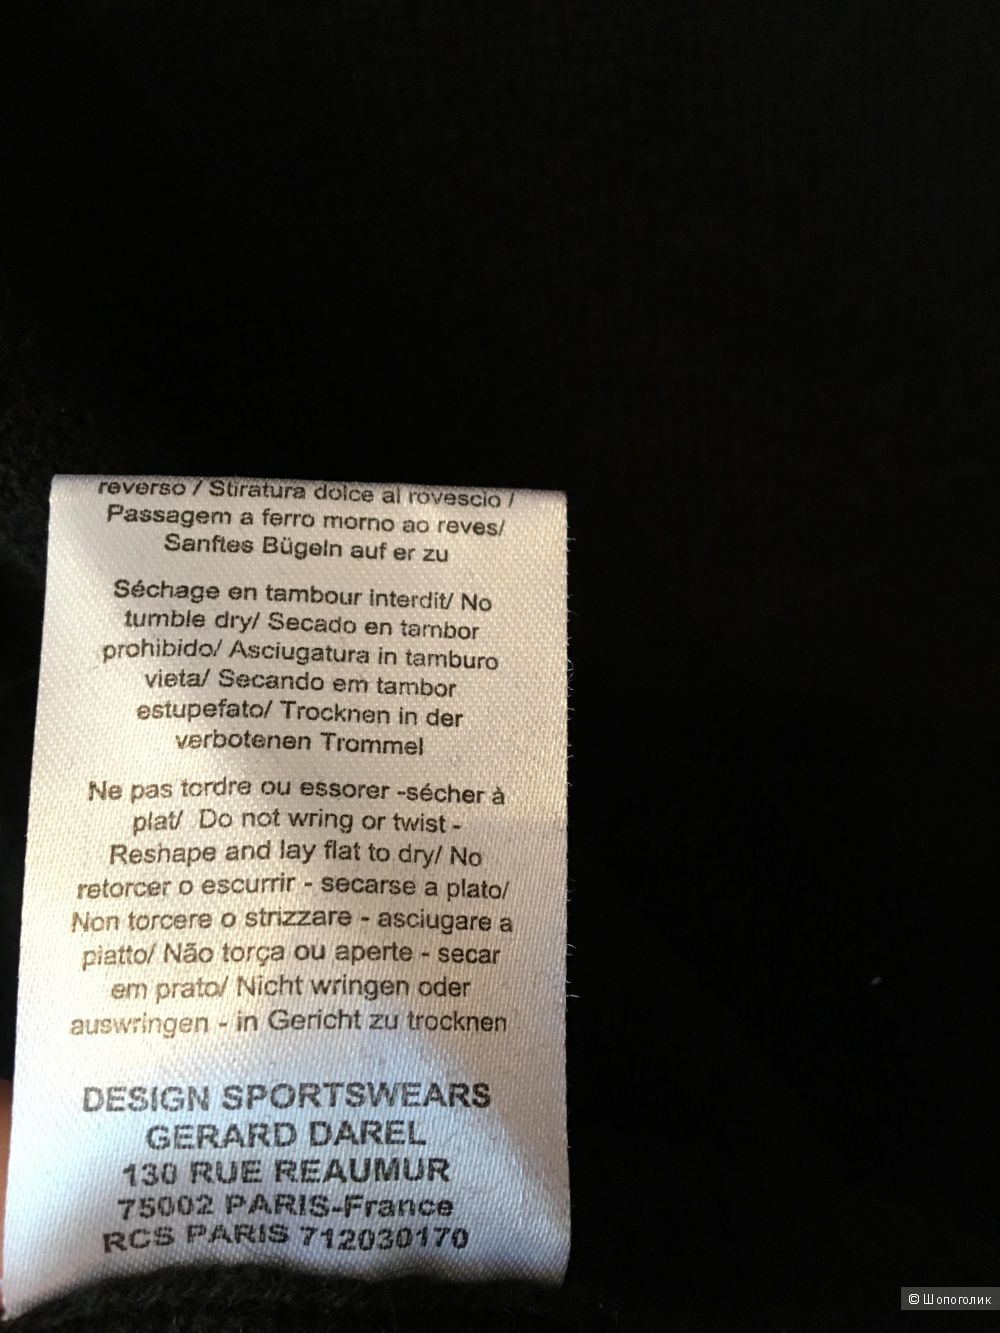 reverso / Stiratura dolce al rovescio /
Passagem a ferro morno ao reves/
Sanftes Bügeln auf er zu
Séchage en tambour interdit/ No
tumble dry/ Secado en tambor
prohibido/ Asciugatura in tamburo
vieta/ Secando em tambor
estupefato/ Trocknen in der
verbotenen Trommel
Ne pas tordre ou essorer -sécher à
plat/ Do not wring or twist -
Reshape and lay flat to dry/ No
retorcer o escurrir - secarse a plato/
Non torcere o strizzare - asciugare a
piatto/ Não torça ou aperte - secar
em prato/ Nicht wringen oder
auswringen - in Gericht zu trocknen
DESIGN SPORTSWEARS
GERARD DAREL
130 RUE REAUMUR
75002 PARIS-France
RCS PARIS 712030170
© Шопоголик